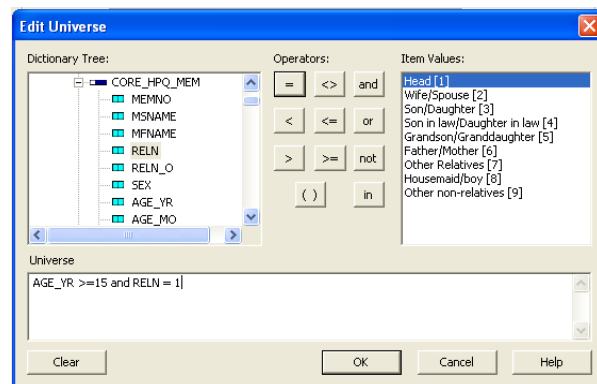 Edit Universe
Dictionary Tree:
Operators:
Item Values:
CORE_HPQ_MEM
MEMNO
MSNAME
MFNAME
RELN
RELN_O
SEX
AGE_YR
AGE_MO
= <> and
< <= or
> >= not
( ) in
Head [1]
Wife/Spouse [2]
Son/Daughter [3]
Son in law/Daughter in law [4]
Grandson/Granddaughter [5]
Father/Mother [6]
Other Relatives [7]
Housemaid/boy [8]
Other non-relatives [9]
Universe
AGE_YR >=15 and RELN = 1
Clear
OK
Cancel
Help